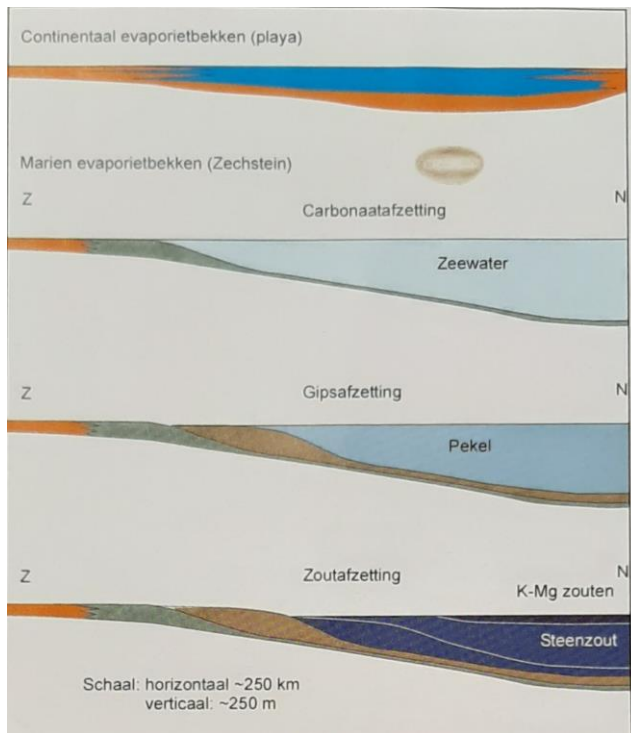 Continentaal evaporietbekken (playa)
Marien evaporietbekken (Zechstein)
Z
N
Carbonaatafzetting
Zeewater
Z
Gipsafzetting
N
Pekel
Z
Zoutafzetting
N
K-Mg zouten
Steenzout
Schaal: horizontaal ~250 km
verticaal: ~250 m